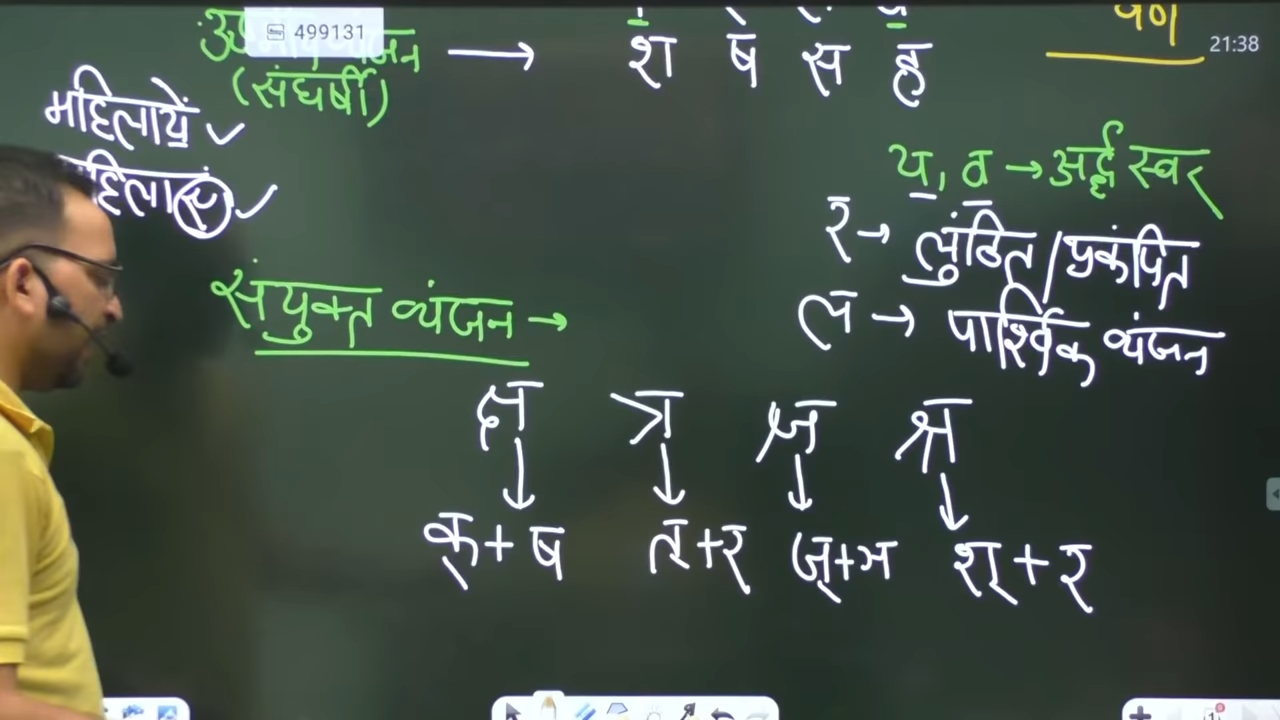 499131
21:38
श ष स ह
(संघर्षी)
महिलायें ✓
य, व → अर्द्ध स्वर
र → लुंठित/प्रकंपित
संयुक्त व्यंजन →
ल → पार्श्विक व्यंजन
क्ष त्र ज्ञ श्र
क् + ष त् + र ज् + ञ श् + र